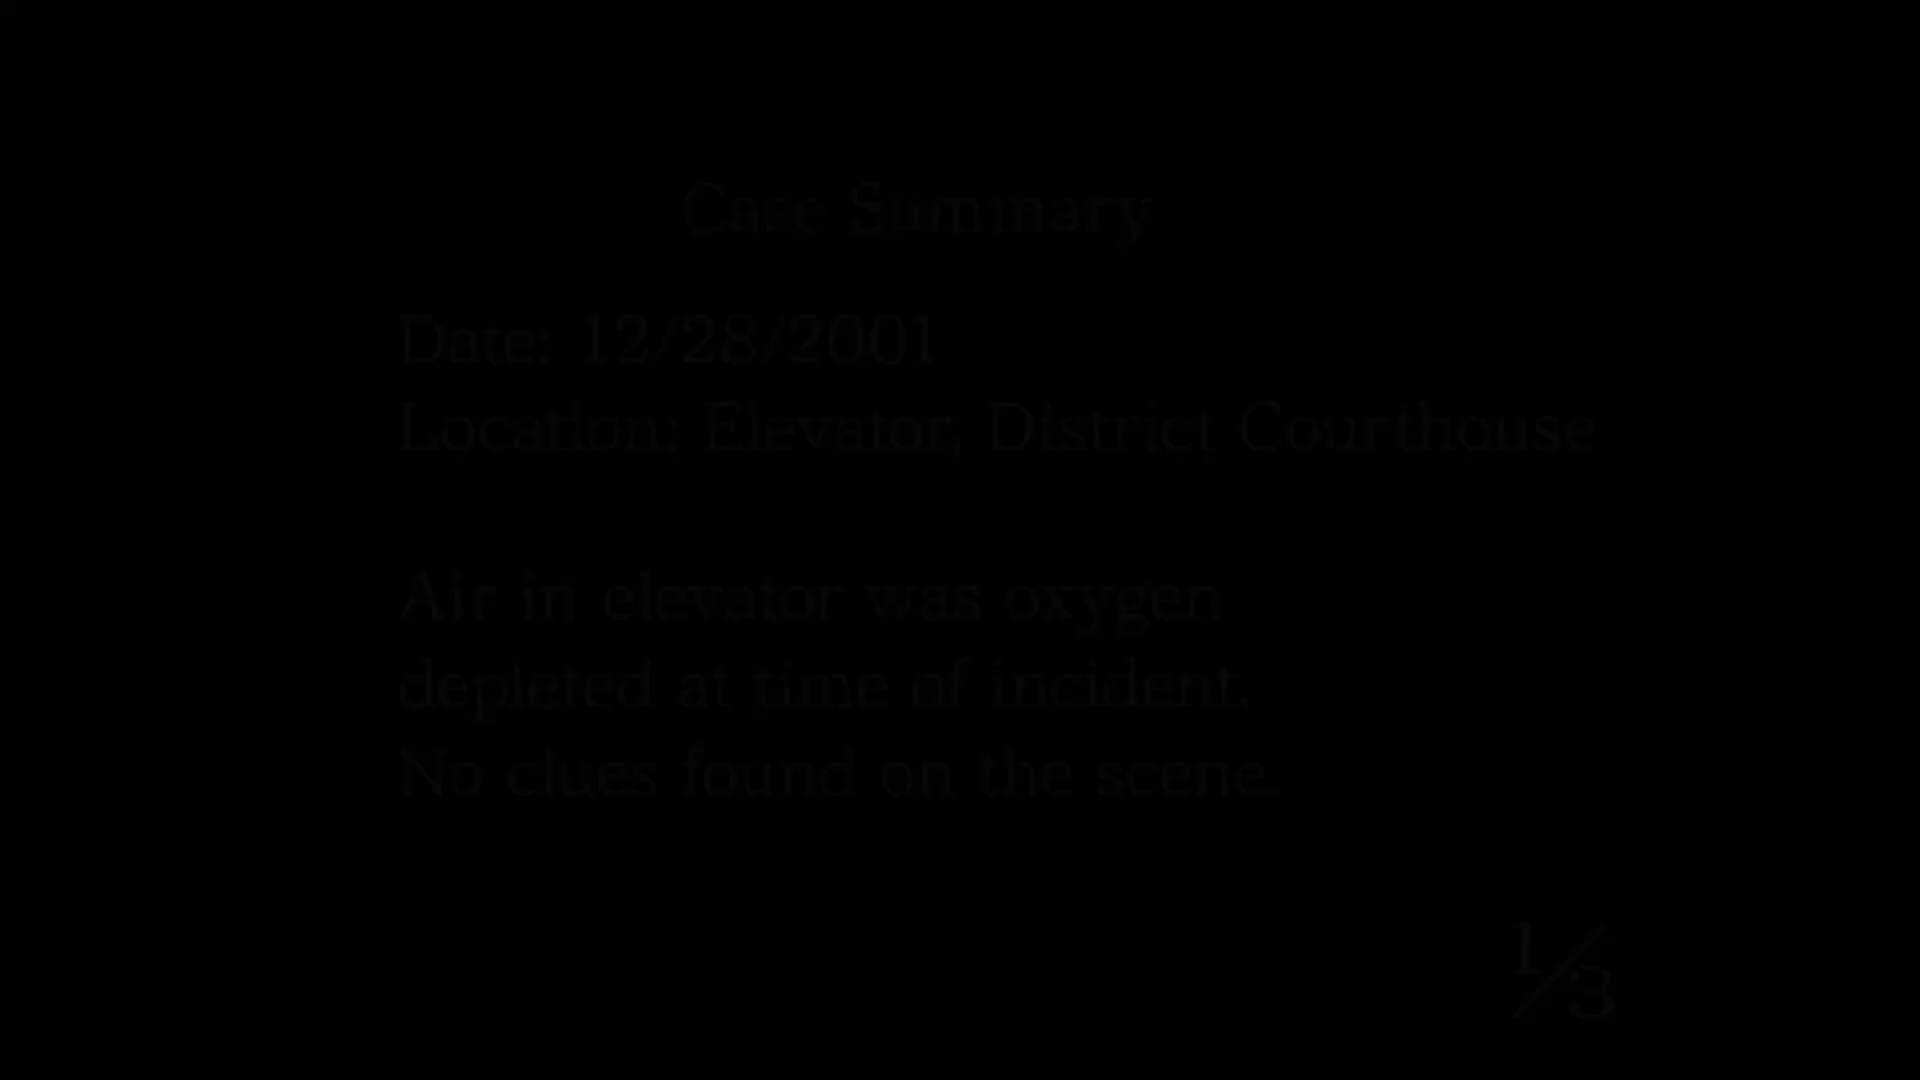 Case Summary
Date: 12/28/2001
Location: Elevator, District Courthouse
Air in elevator was oxygen
depleted at time of incident.
No clues found on the scene.
1/3